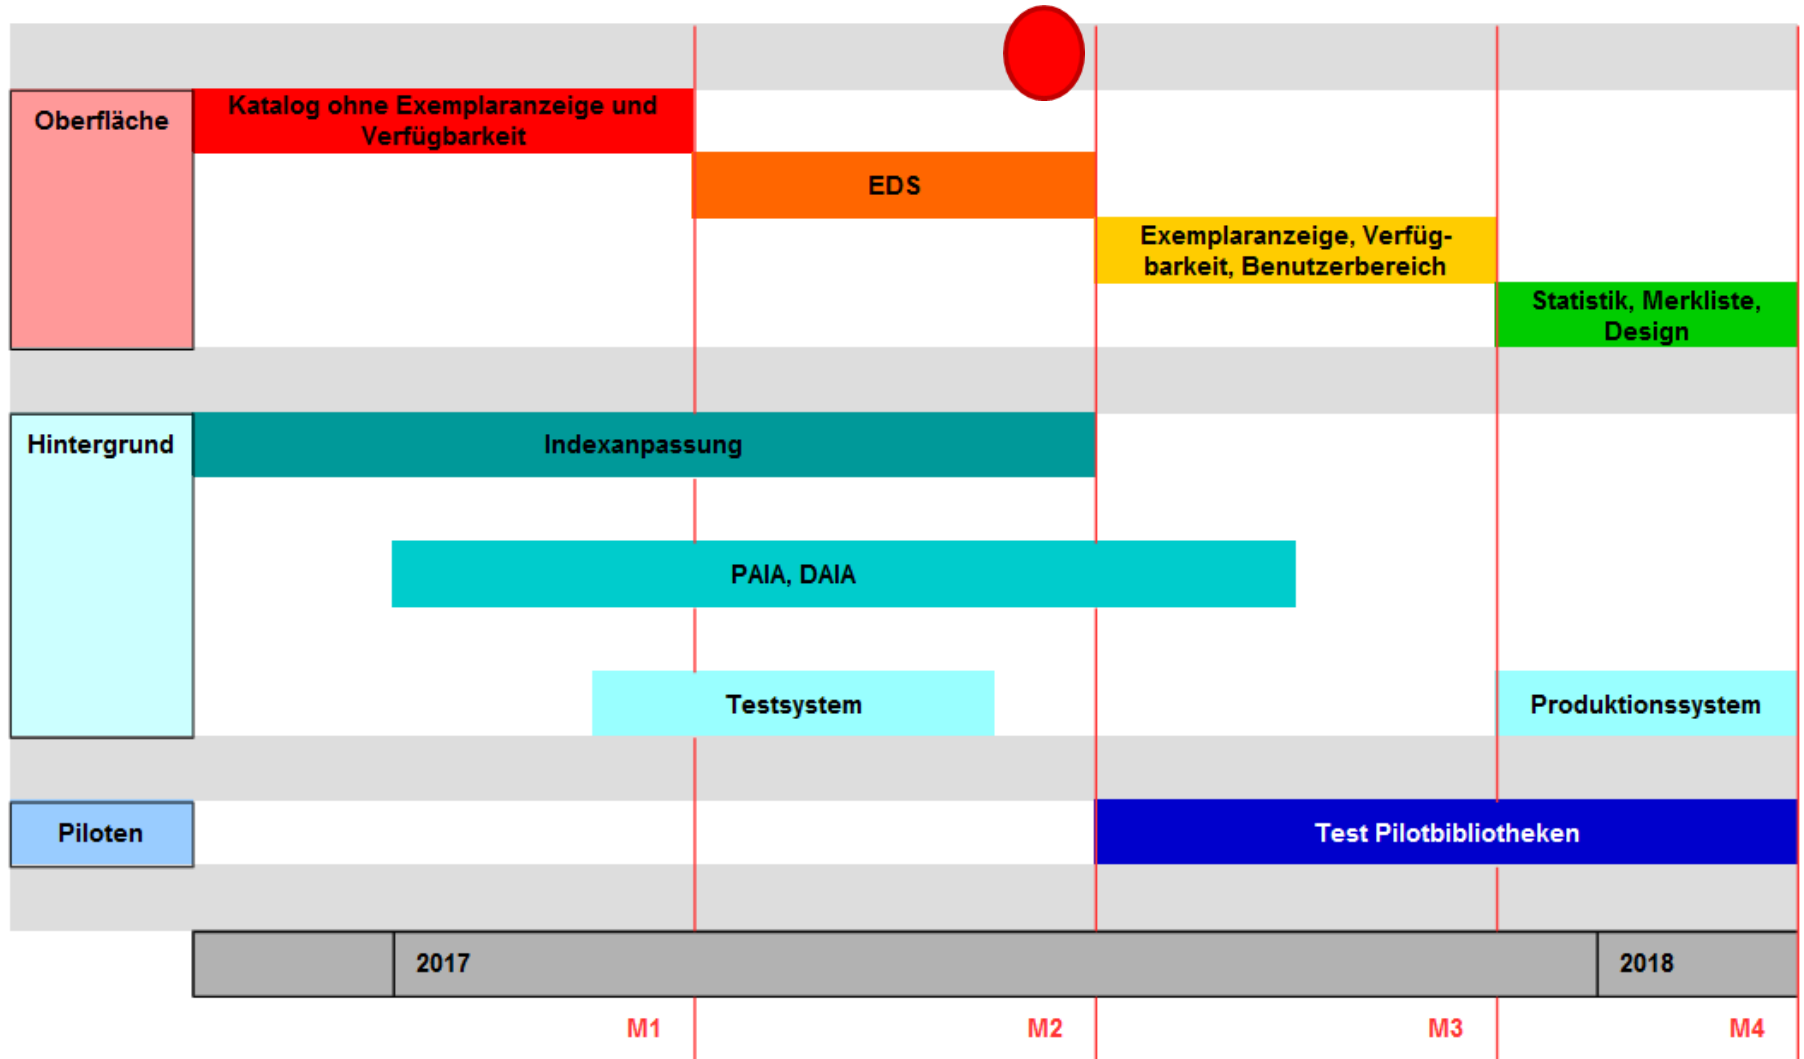 Oberfläche
Katalog ohne Exemplaranzeige und
Verfügbarkeit
EDS
Exemplaranzeige, Verfüg-
barkeit, Benutzerbereich
Statistik, Merkliste,
Design
Hintergrund
Indexanpassung
PAIA, DAIA
Testsystem
Produktionssystem
Piloten
Test Pilotbibliotheken
2017
2018
M1
M2
M3
M4